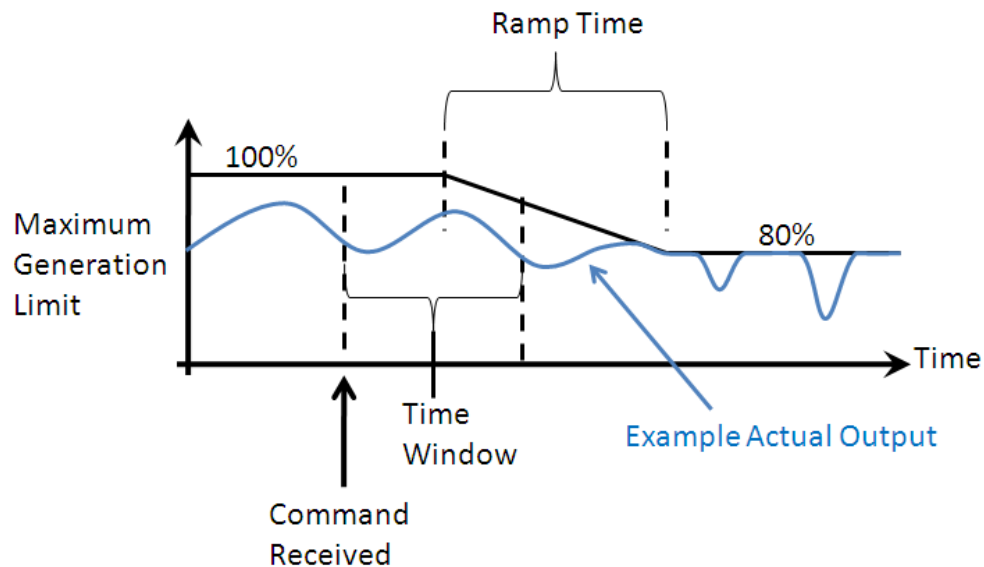 Ramp Time
100%
Maximum
Generation
Limit
80%
Time
Time
Window
Example Actual Output
Command
Received